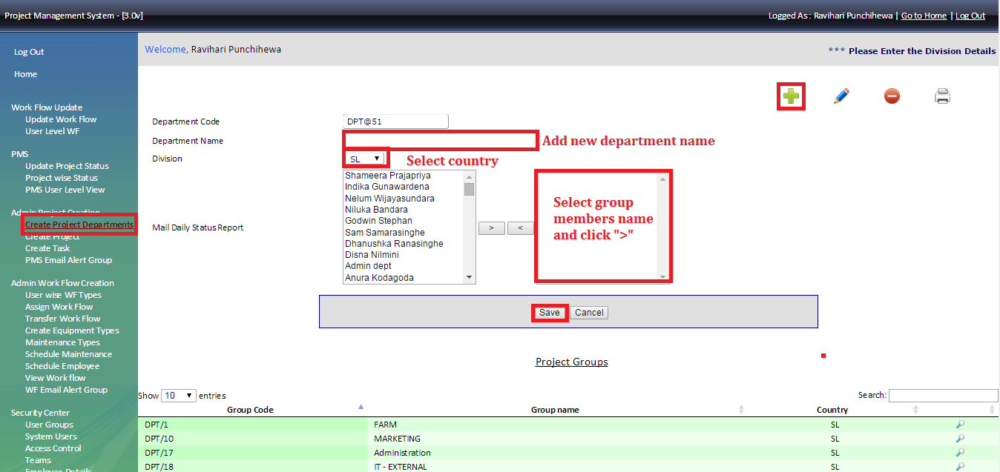 Project Management System - [3.0v]
Logged As : Ravihari Punchihewa | Go to Home | Log Out
Log Out
Home
Work Flow Update
Update Work Flow
User Level WF
PMS
Update Project Status
Project wise Status
PMS User Level View
Admin Project Creation
Create Project Departments
Create Project
Create Task
PMS Email Alert Group
Admin Work Flow Creation
User wise WF Types
Assign Work Flow
Transfer Work Flow
Create Equipment Types
Maintenance Types
Schedule Maintenance
Schedule Employee
View Work flow
WF Email Alert Group
Security Center
User Groups
System Users
Access Control
Teams
Employee Details
Welcome, Ravihari Punchihewa
*** Please Enter the Division Details
Department Code
DPT@51
Department Name
Add new department name
Division
SL
Select country
Mail Daily Status Report
Shameera Prajapriya
Indika Gunawardena
Nelum Wijayasundara
Niluka Bandara
Godwin Stephan
Sam Samarasinghe
Dhanushka Ranasinghe
Disna Nilmini
Admin dept
Anura Kodagoda
>
<
Select group
members name
and click ">"
Save
Cancel
Project Groups
Show 10 entries
Search:
Group Code Group name Country
DPT/1 FARM SL
DPT/10 MARKETING SL
DPT/17 Administration SL
DPT/18 IT - EXTERNAL SL